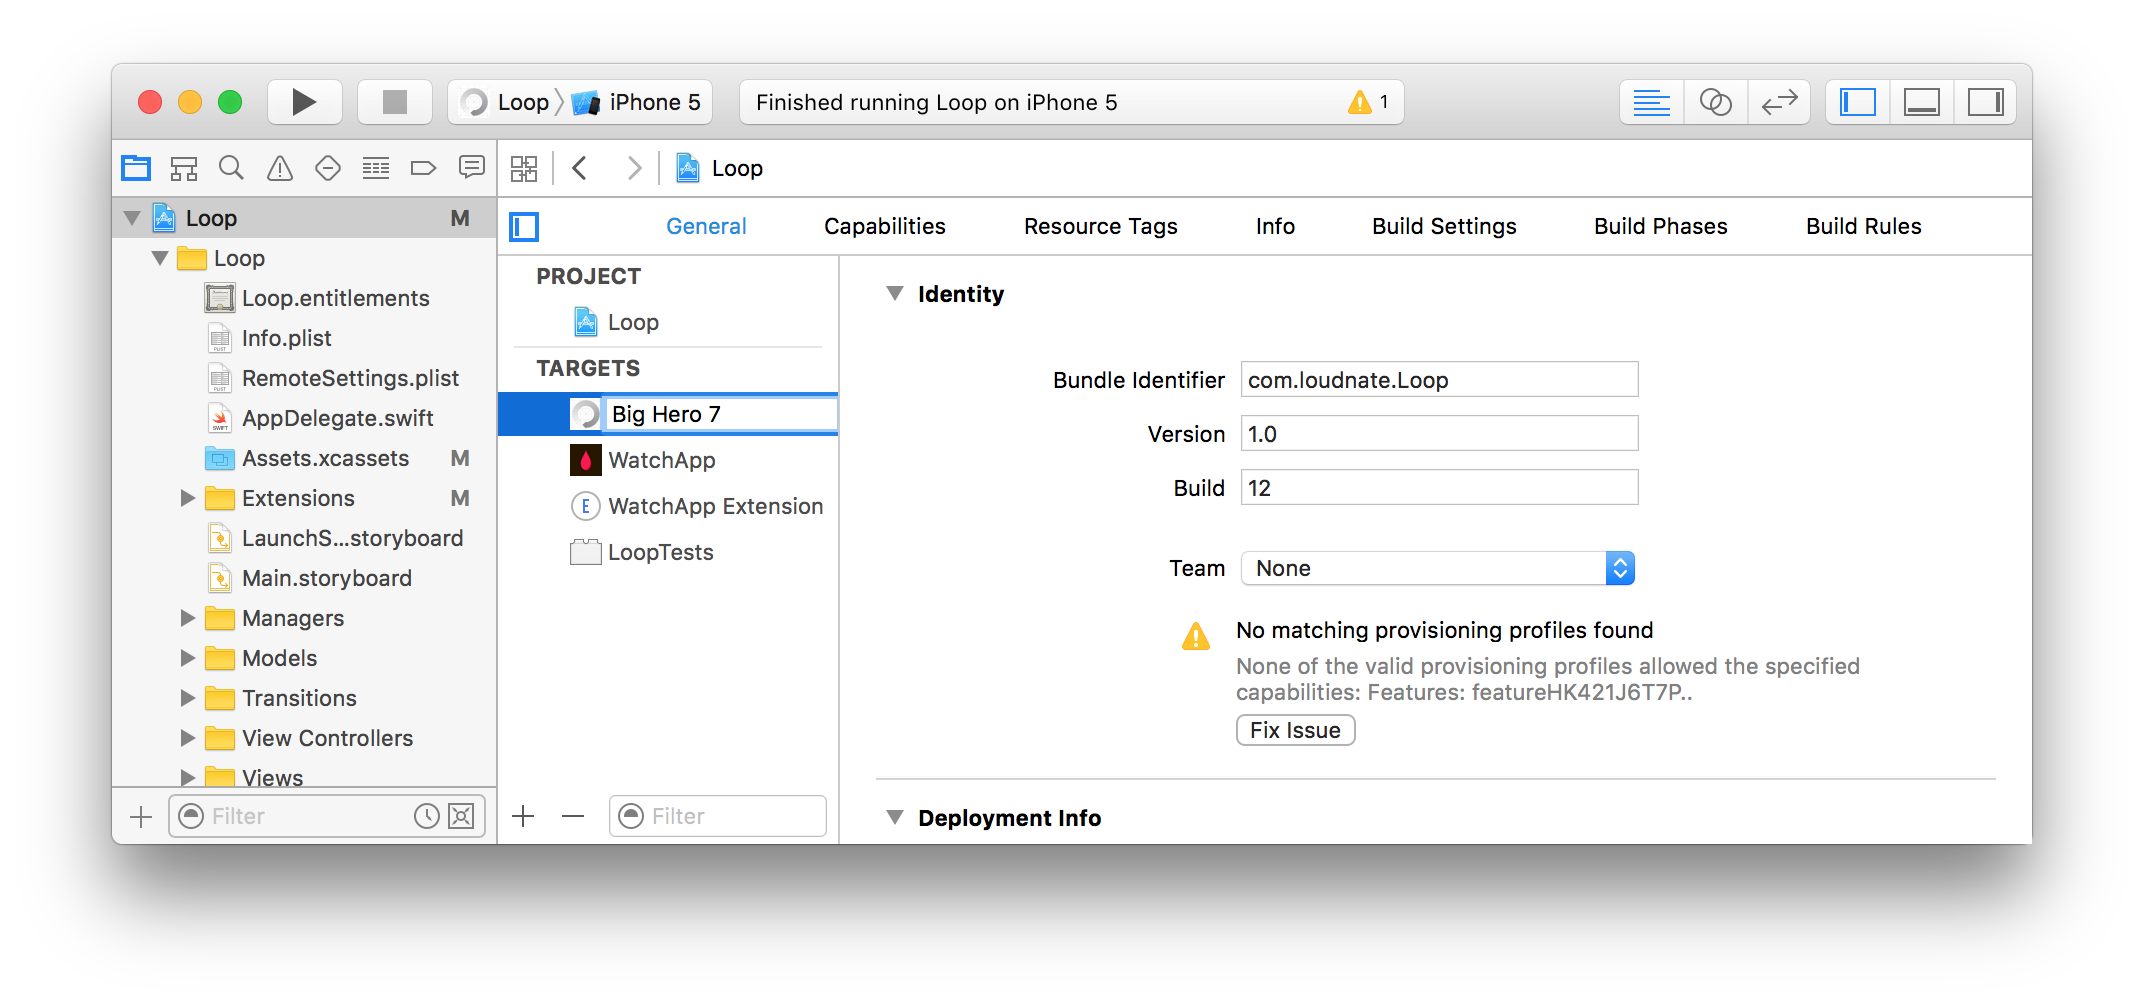 Loop
iPhone 5
Finished running Loop on iPhone 5
1
Loop
Loop M
Loop
Loop.entitlements
Info.plist
RemoteSettings.plist
AppDelegate.swift
Assets.xcassets M
Extensions M
LaunchS...storyboard
Main.storyboard
Managers
Models
Transitions
View Controllers
Views
Filter
General
Capabilities
Resource Tags
Info
Build Settings
Build Phases
Build Rules
PROJECT
Loop
TARGETS
Big Hero 7
WatchApp
E
WatchApp Extension
LoopTests
Filter
Identity
Bundle Identifier com.loudnate.Loop
Version 1.0
Build 12
Team None
No matching provisioning profiles found
None of the valid provisioning profiles allowed the specified
capabilities: Features: featureHK421J6T7P..
Fix Issue
Deployment Info